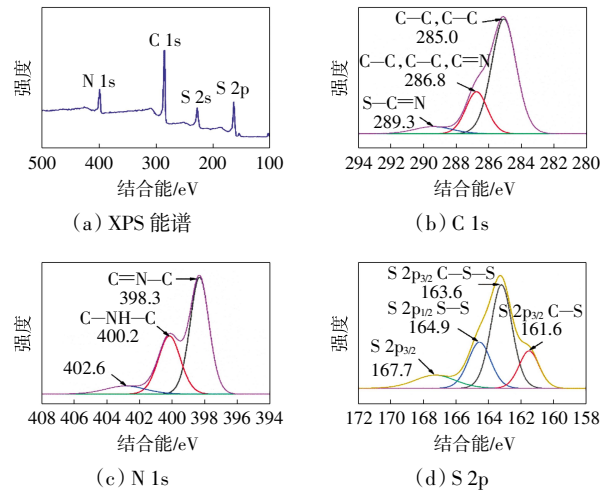 强度
N 1s
C 1s
S 2s
S 2p
500 400 300 200 100
结合能/eV
(a) XPS 能谱
强度
C—C,C—C
285.0
C—C,C—C,C=N
286.8
S—C=N
289.3
294 292 290 288 286 284 282 280
结合能/eV
(b) C 1s
强度
C=N—C
398.3
C—NH—C
400.2
402.6
408 406 404 402 400 398 396 394
结合能/eV
(c) N 1s
强度
S 2p3/2 C—S—S
163.6
S 2p1/2 S—S
164.9
S 2p3/2 C—S
161.6
S 2p3/2
167.7
172 170 168 166 164 162 160 158
结合能/eV
(d) S 2p